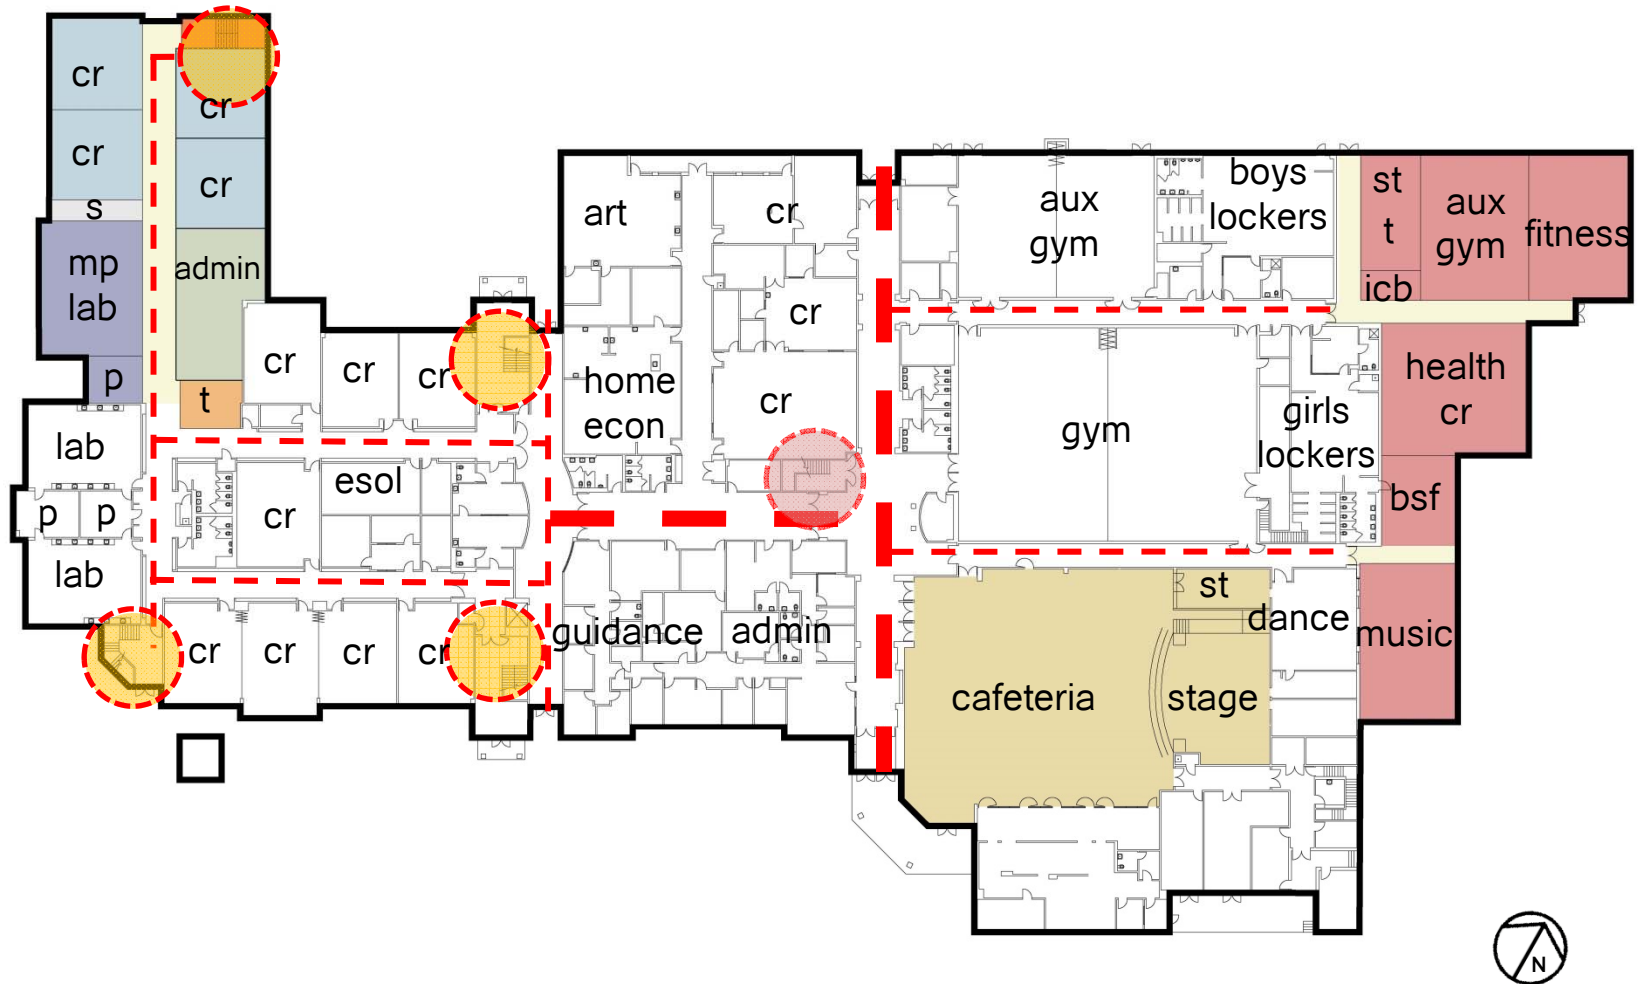 cr
cr
cr
cr
s
mp
lab
admin
p
t
cr
cr
cr
lab
p
p
lab
esol
cr
cr
cr
cr
cr
art
cr
cr
home
econ
cr
guidance
admin
aux
gym
boys
lockers
gym
girls
lockers
st
t
icb
aux
gym
fitness
health
cr
bsf
st
dance
music
cafeteria
stage
N